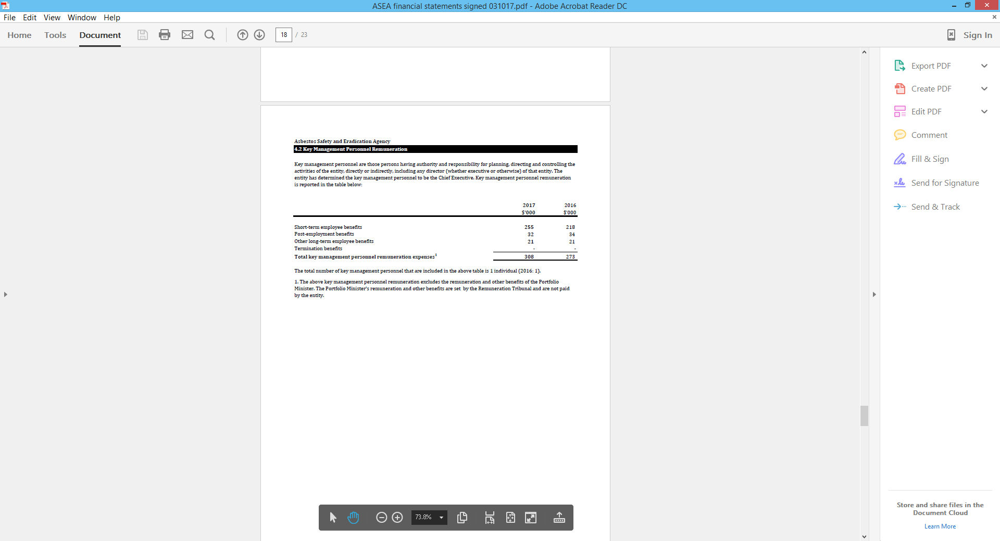 ASEA financial statements signed 031017.pdf - Adobe Acrobat Reader DC
File Edit View Window Help
Home Tools Document 18 / 23 Sign In
Asbestos Safety and Eradication Agency
4.2 Key Management Personnel Remuneration
Key management personnel are those persons having authority and responsibility for planning, directing and controlling the
activities of the entity, directly or indirectly, including any director (whether executive or otherwise) of that entity. The
entity has determined the key management personnel to be the Chief Executive. Key management personnel remuneration
is reported in the table below:
2017 2016
$'000 $'000
Short-term employee benefits 255 218
Post-employment benefits 32 34
Other long-term employee benefits 21 21
Termination benefits - -
Total key management personnel remuneration expenses¹ 308 273
The total number of key management personnel that are included in the above table is 1 individual (2016: 1).
1. The above key management personnel remuneration excludes the remuneration and other benefits of the Portfolio
Minister. The Portfolio Minister's remuneration and other benefits are set by the Remuneration Tribunal and are not paid
by the entity.
73.8%
Export PDF
Create PDF
Edit PDF
Comment
Fill & Sign
Send for Signature
Send & Track
Store and share files in the
Document Cloud
Learn More